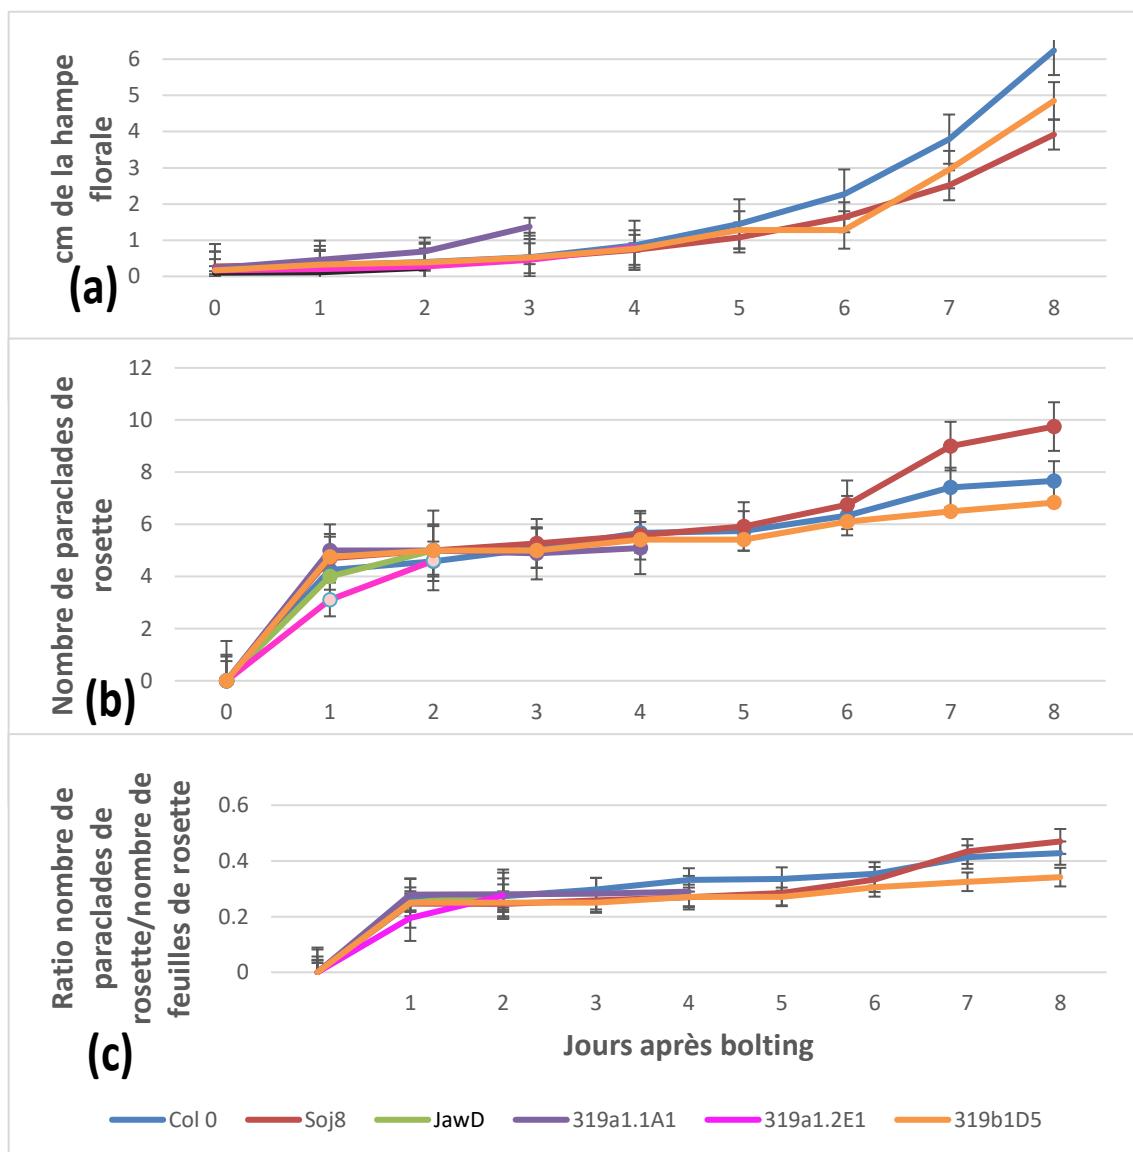 cm de la hampe
florale
6
5
4
3
2
1
0
(a)
0 1 2 3 4 5 6 7 8
Nombre de paraclades de
rosette
12
10
8
6
4
2
0
(b)
0 1 2 3 4 5 6 7 8
Ratio nombre de
paraclades de
rosette/nombre de
feuilles de rosette
0.6
0.4
0.2
0
(c)
1 2 3 4 5 6 7 8
Jours après bolting
Col 0 Soj8 JawD 319a1.1A1 319a1.2E1 319b1D5